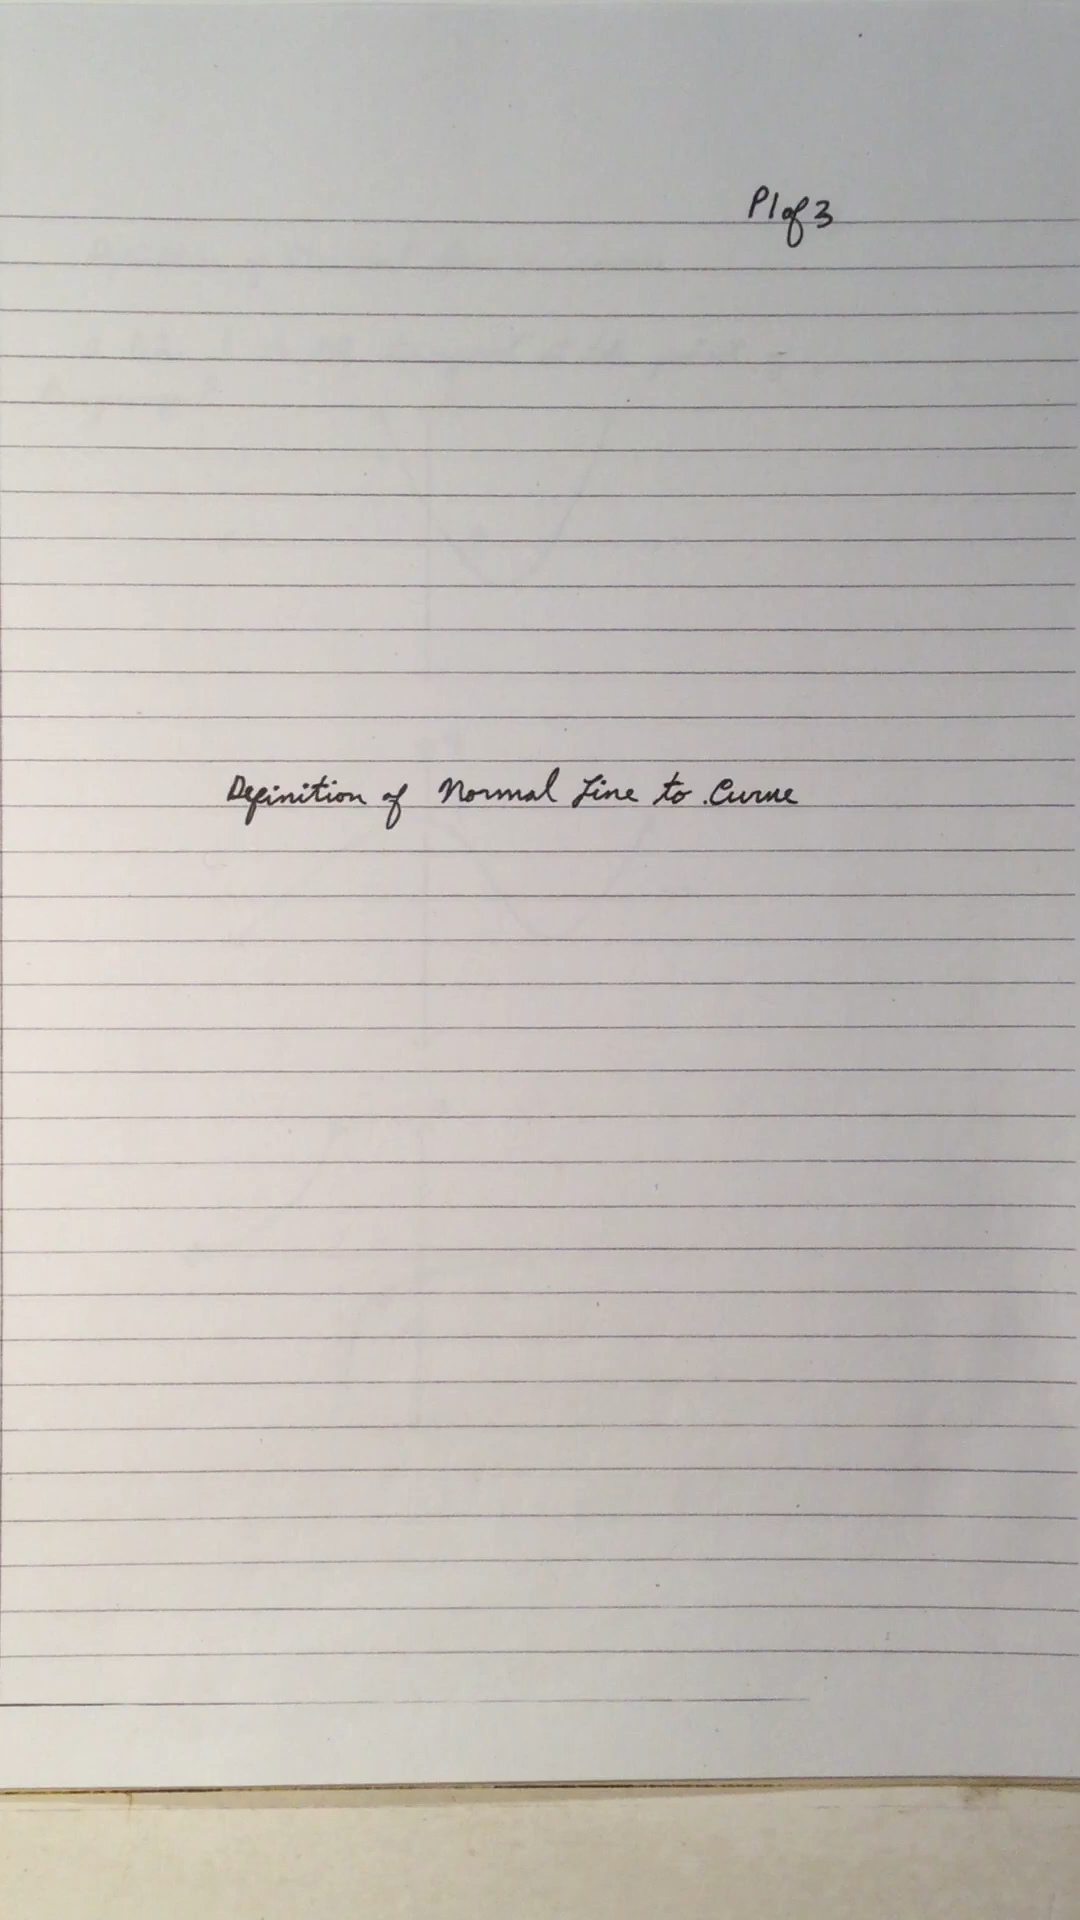 P1 of 3
Definition of Normal Line to Curve